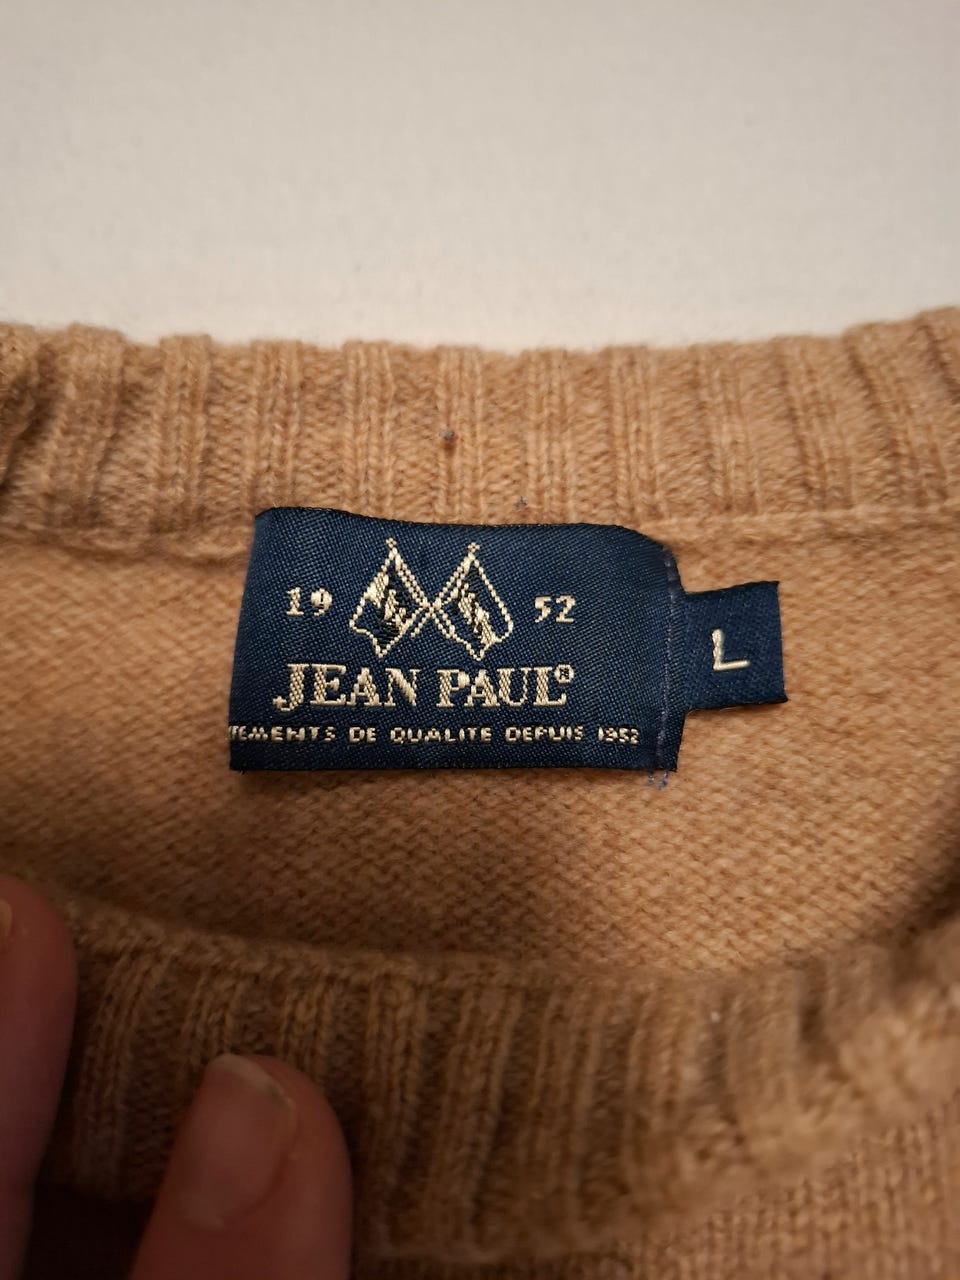 19 52
JEAN PAUL®
TEMENTS DE QUALITE DEPUIS 1952
L